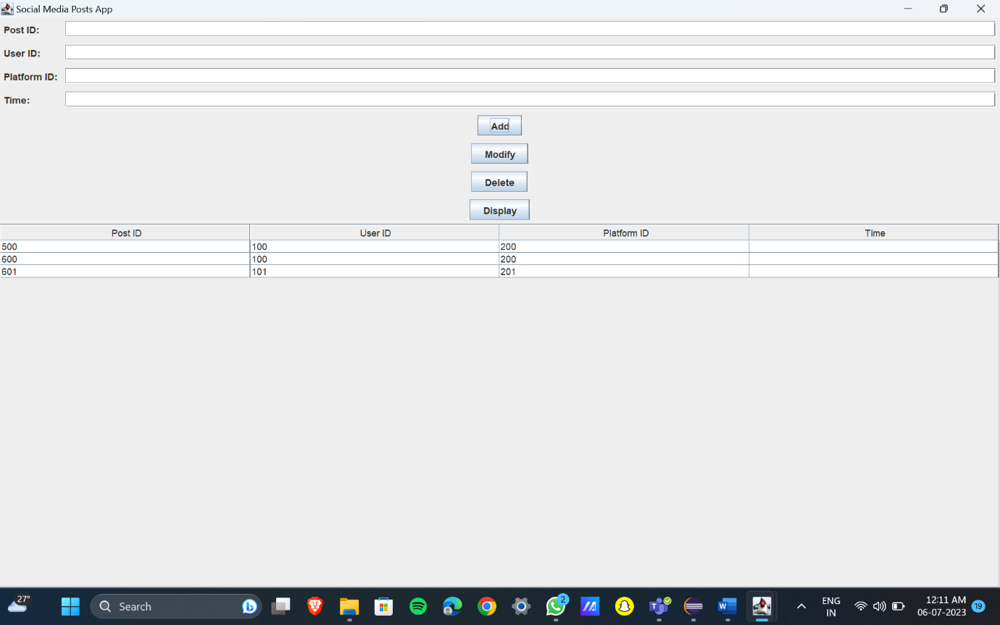 Social Media Posts App
Post ID:
User ID:
Platform ID:
Time:
Add
Modify
Delete
Display
Post ID User ID Platform ID Time
500 100 200
600 100 200
601 101 201
27°
Search
2
T
W
ENG
IN
12:11 AM
06-07-2023
19